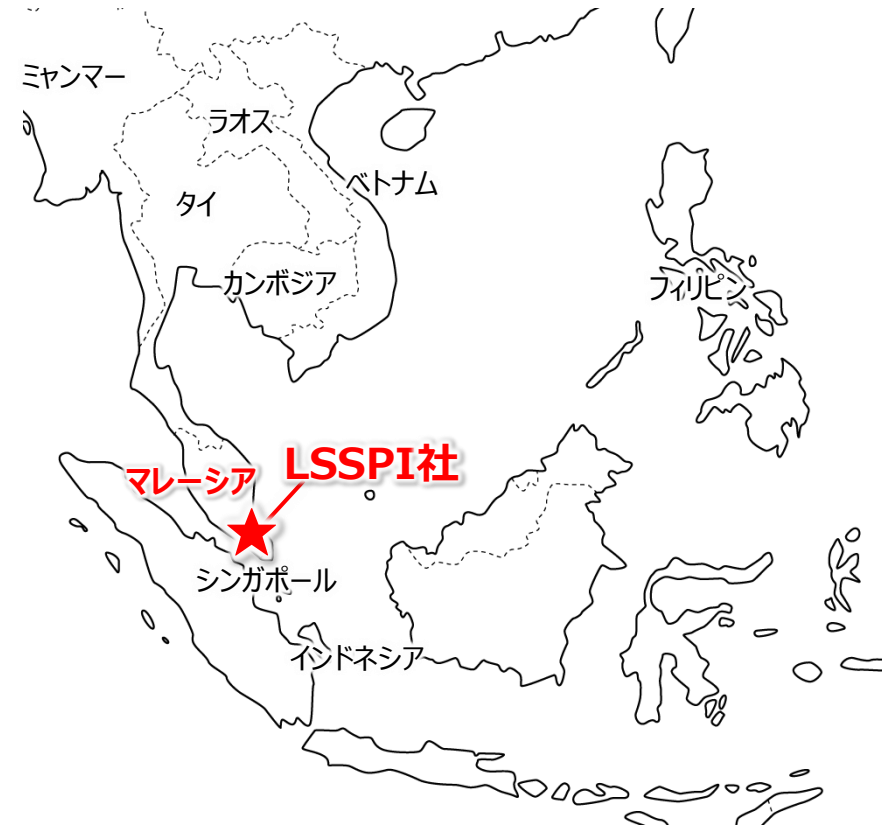 ミャンマー
ラオス
ベトナム
タイ
カンボジア
フィリピン
LSSPI社
マレーシア
シンガポール
インドネシア